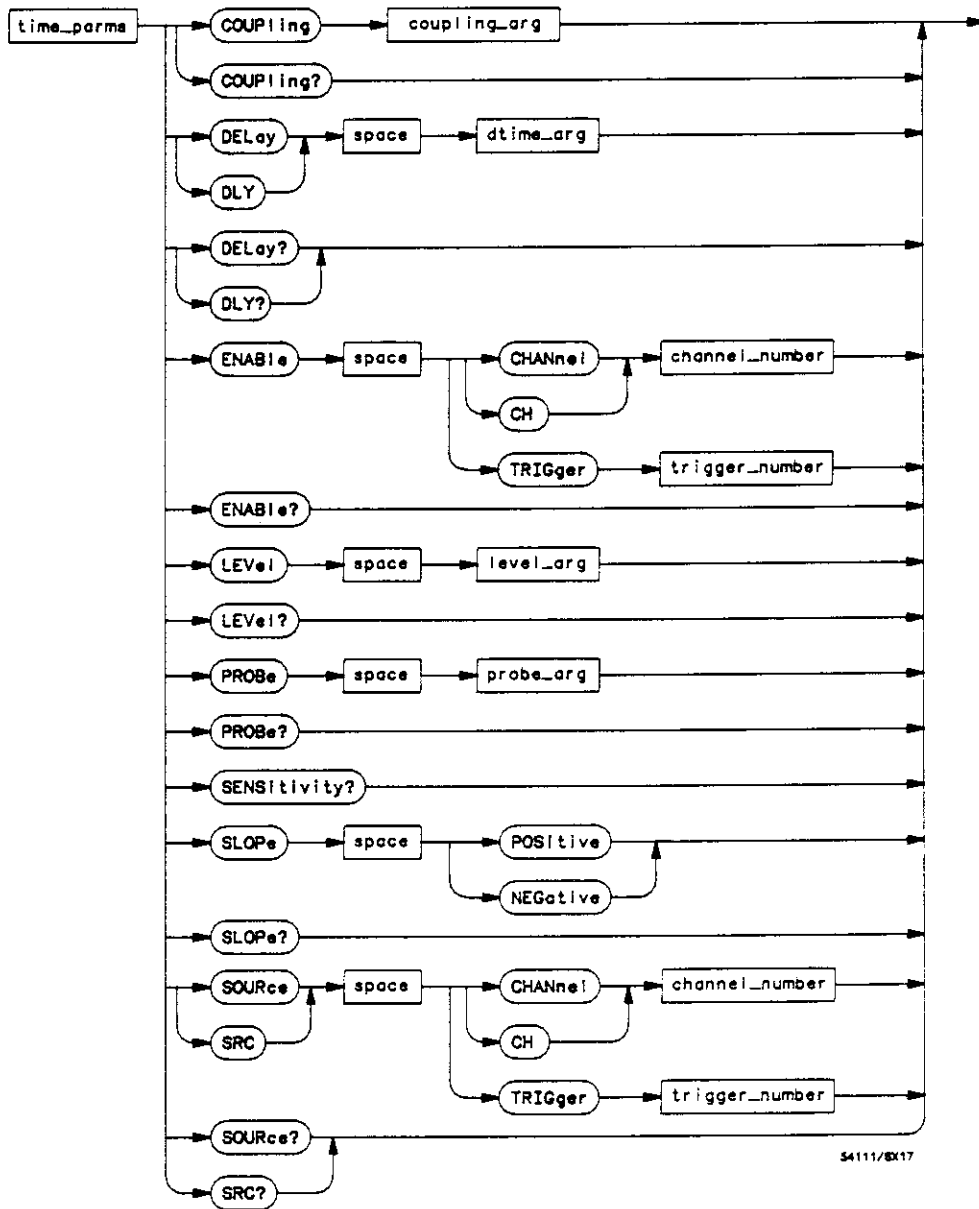 time_parms COUPling coupling_arg
COUPling?
DELay space dtime_arg
DLY
DELay?
DLY?
ENABle space CHANnel channel_number
CH
TRIGger trigger_number
ENABle?
LEVel space level_arg
LEVel?
PROBe space probe_arg
PROBe?
SENSitivity?
SLOPe space POSitive
NEGative
SLOPe?
SOURce space CHANnel channel_number
SRC CH
TRIGger trigger_number
SOURce?
54111/BX17
SRC?